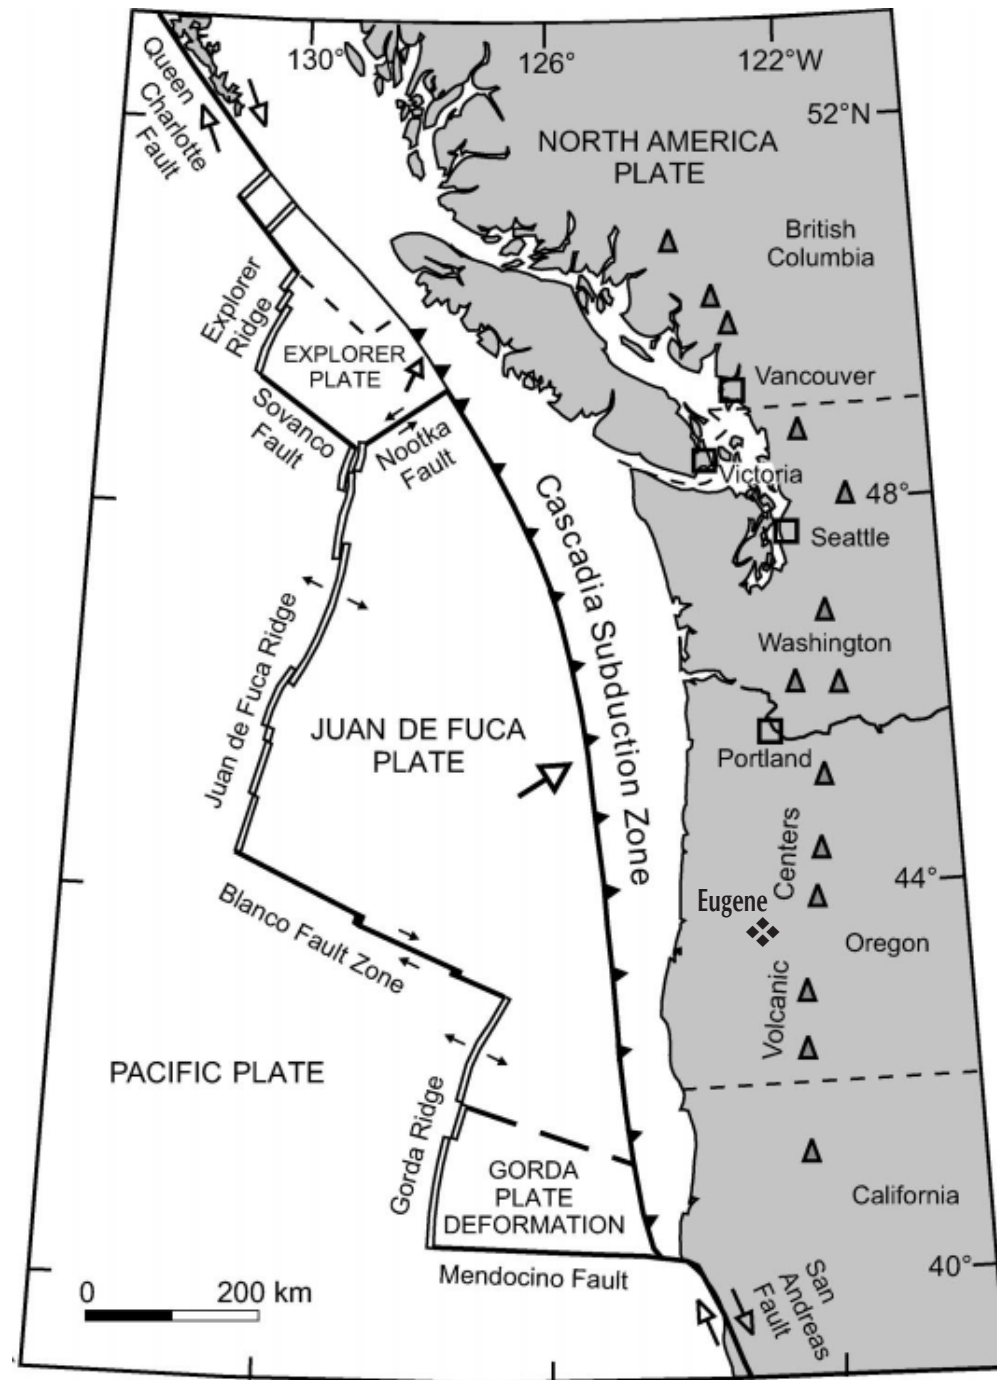 130°
126°
122°W
52°N
Queen
Charlotte
Fault
NORTH AMERICA
PLATE
British
Columbia
Explorer
Ridge
EXPLORER
PLATE
Vancouver
Sovanco
Fault
Nootka
Fault
Victoria
48°
Seattle
Cascadia Subduction Zone
Juan de Fuca Ridge
Washington
JUAN DE FUCA
PLATE
Portland
Volcanic Centers
44°
Eugene
Oregon
Blanco Fault Zone
PACIFIC PLATE
Gorda Ridge
GORDA
PLATE
DEFORMATION
California
Mendocino Fault
40°
San
Andreas
Fault
0 200 km